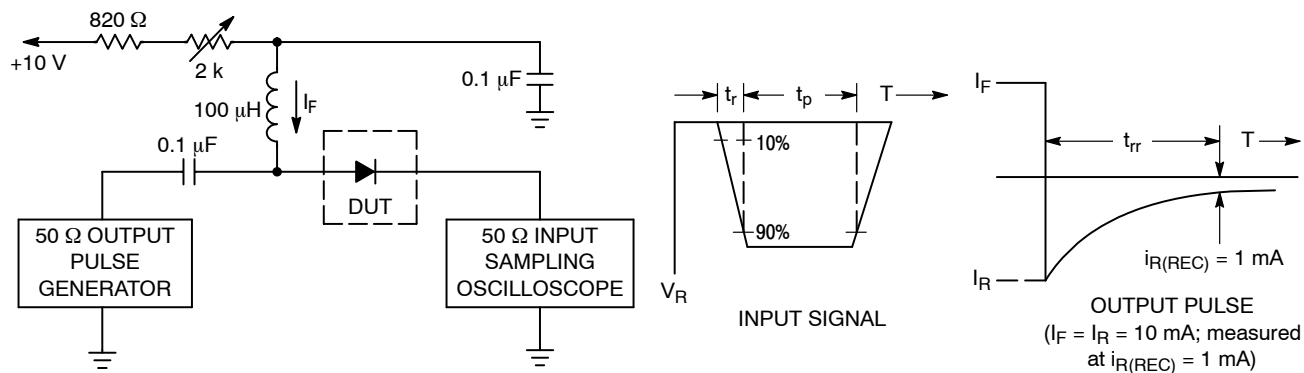 820 Ω
+10 V
2 k
0.1 μF
100 μH
I_F
0.1 μF
DUT
50 Ω OUTPUT
PULSE
GENERATOR
50 Ω INPUT
SAMPLING
OSCILLOSCOPE
t_r
t_p
T
10%
90%
V_R
INPUT SIGNAL
I_F
t_rr
T
i_R(REC) = 1 mA
I_R
OUTPUT PULSE
(I_F = I_R = 10 mA; measured
at i_R(REC) = 1 mA)